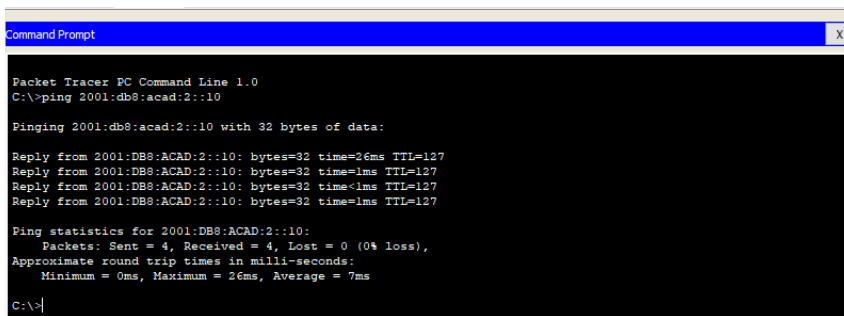 Command Prompt
X
Packet Tracer PC Command Line 1.0
C:\>ping 2001:db8:acad:2::10
Pinging 2001:db8:acad:2::10 with 32 bytes of data:
Reply from 2001:DB8:ACAD:2::10: bytes=32 time=26ms TTL=127
Reply from 2001:DB8:ACAD:2::10: bytes=32 time=1ms TTL=127
Reply from 2001:DB8:ACAD:2::10: bytes=32 time<1ms TTL=127
Reply from 2001:DB8:ACAD:2::10: bytes=32 time=1ms TTL=127
Ping statistics for 2001:DB8:ACAD:2::10:
Packets: Sent = 4, Received = 4, Lost = 0 (0% loss),
Approximate round trip times in milli-seconds:
Minimum = 0ms, Maximum = 26ms, Average = 7ms
C:\>